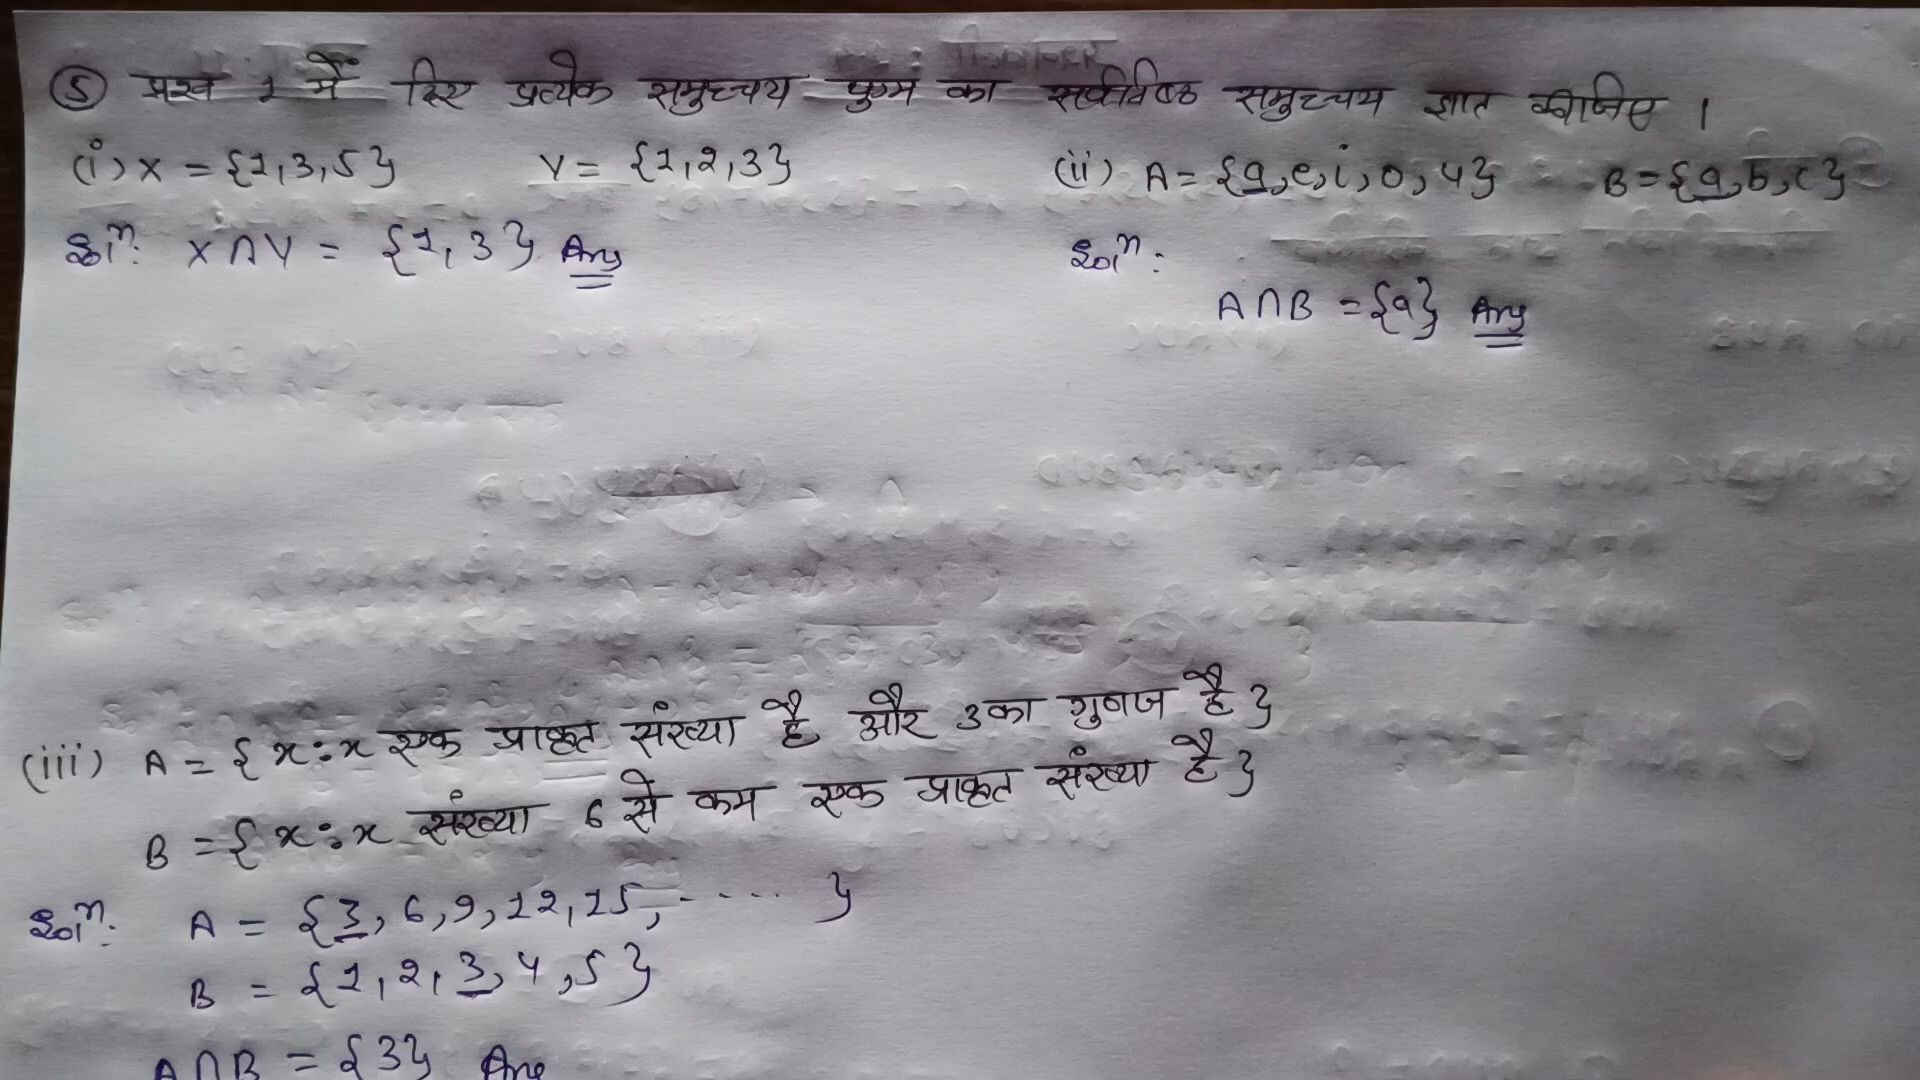 ⑤ प्रश्न 1 में दिए प्रत्येक समुच्चय युग्म का सर्वनिष्ठ समुच्चय ज्ञात कीजिए ।
(i) X = {1, 3, 5} Y = {1, 2, 3} (ii) A = {a, e, i, o, u} B = {a, b, c}
Solⁿ: X ∩ Y = {1, 3} Ans
Solⁿ:
A ∩ B = {a} Ans
(iii) A = { x : x एक प्राकृत संख्या है और 3 का गुणज है }
B = { x : x संख्या 6 से कम एक प्राकृत संख्या है }
Solⁿ: A = {3, 6, 9, 12, 15, ..... }
B = {1, 2, 3, 4, 5}
A ∩ B = {3} Ans